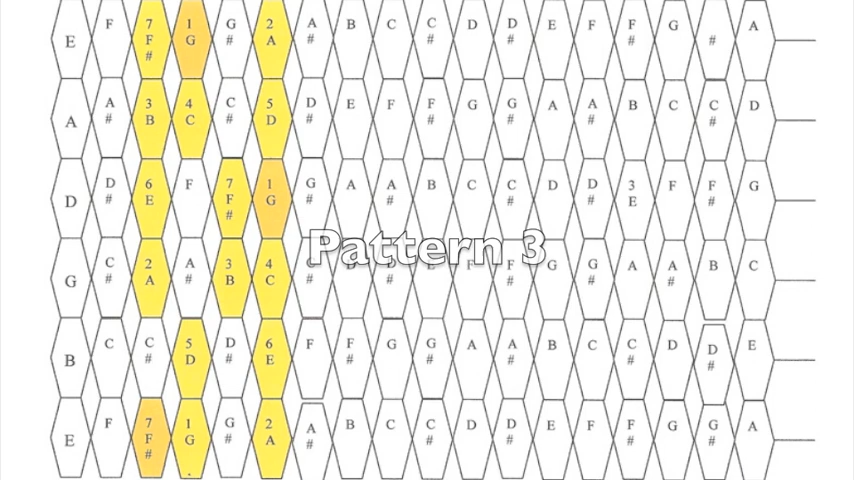 E F 7 F # 1 G G # 2 A A # B C C # D D # E F F # G # A
A A # 3 B 4 C C # 5 D D # E F F # G G # A A # B C C # D
D D # 6 E F 7 F # 1 G G # A A # B C C # D D # 3 E F F # G
Pattern 3
G C # 2 A A # 3 B 4 C F # G G # A A # B C
B C C # 5 D D # 6 E F F # G G # A A # B C C # D D # E
E F 7 F # 1 G G # 2 A A # B C C # D D # E F F # G G # A